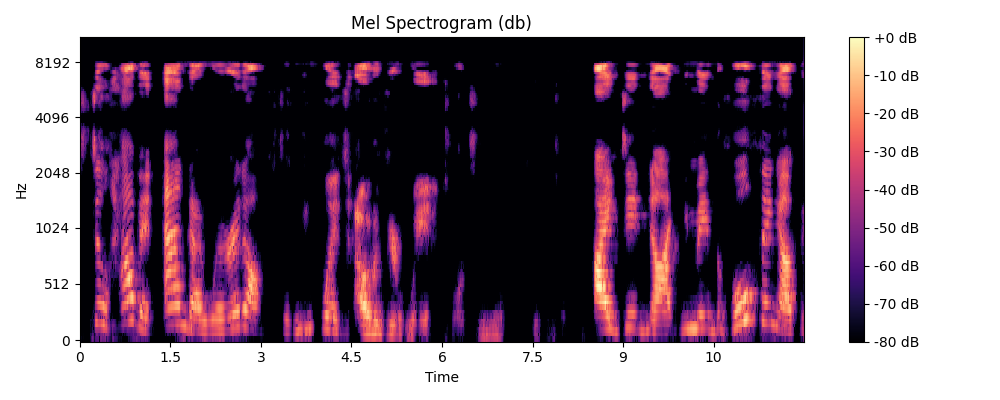 Mel Spectrogram (db)
8192
4096
2048
1024
512
0
Hz
0 1.5 3 4.5 6 7.5 9 10
Time
+0 dB
-10 dB
-20 dB
-30 dB
-40 dB
-50 dB
-60 dB
-70 dB
-80 dB